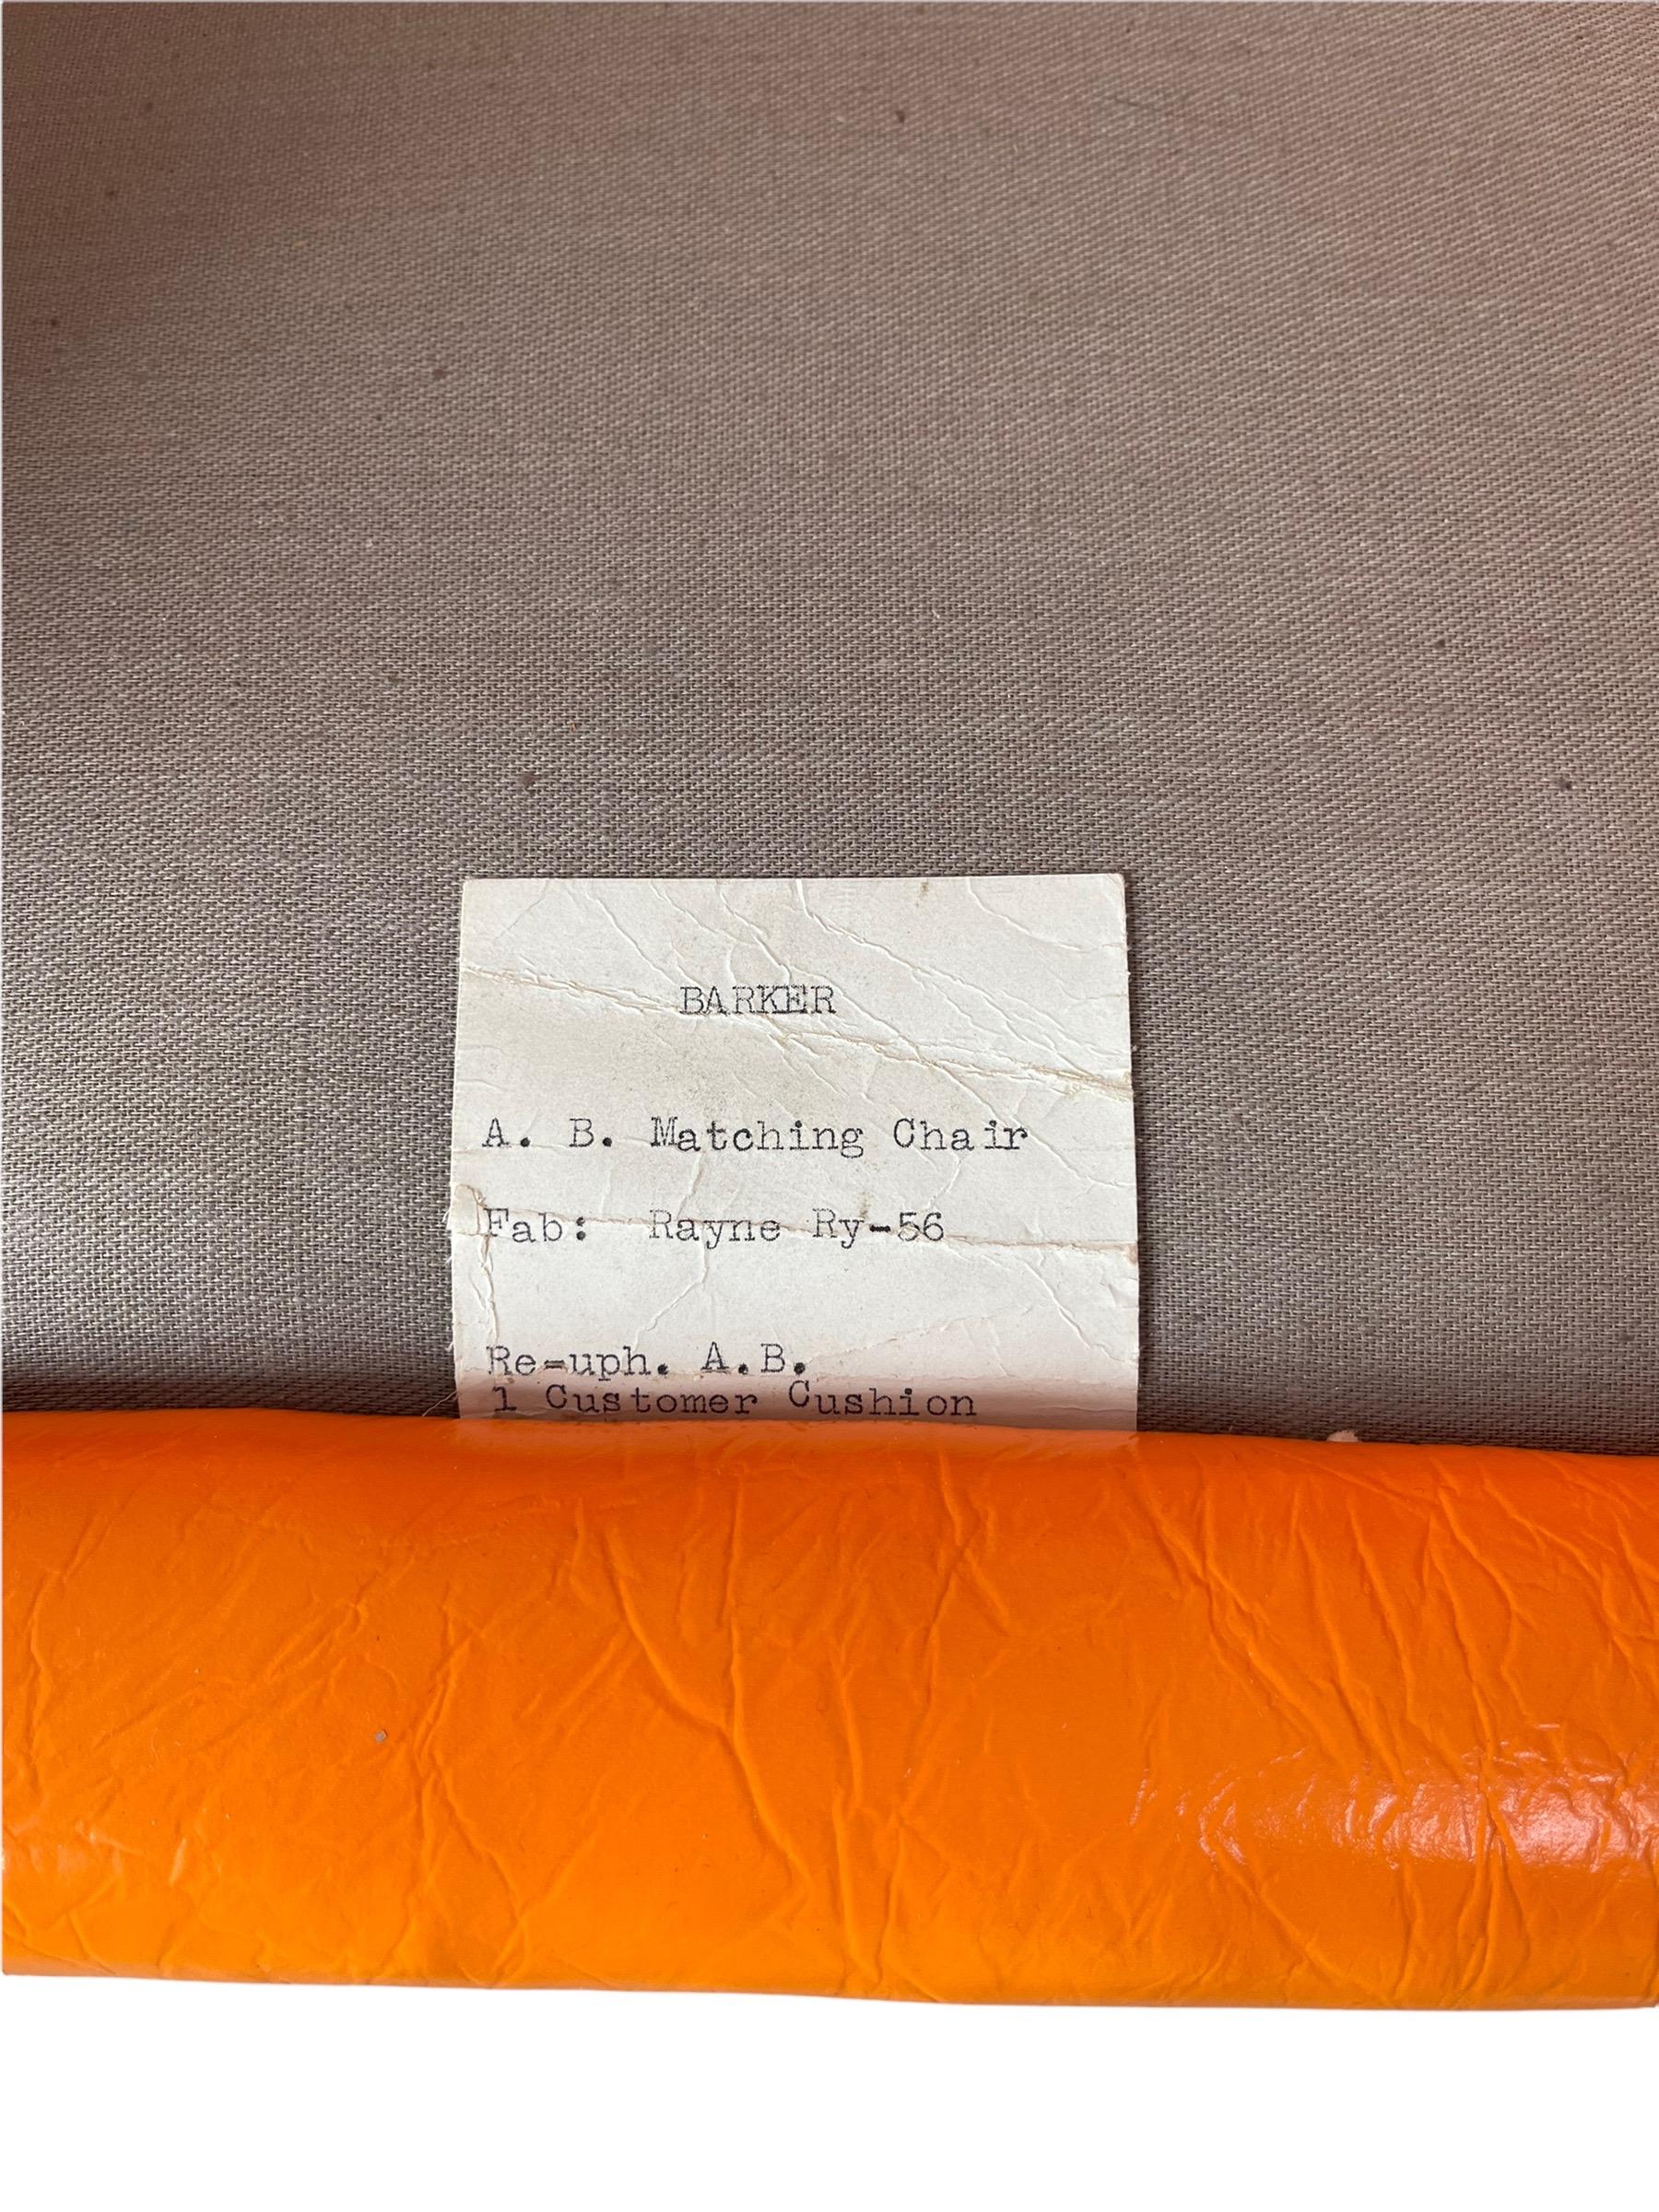 BARKER
A. B. Matching Chair
Fab: Rayne Ry-56
Re-uph. A.B.
1 Customer Cushion